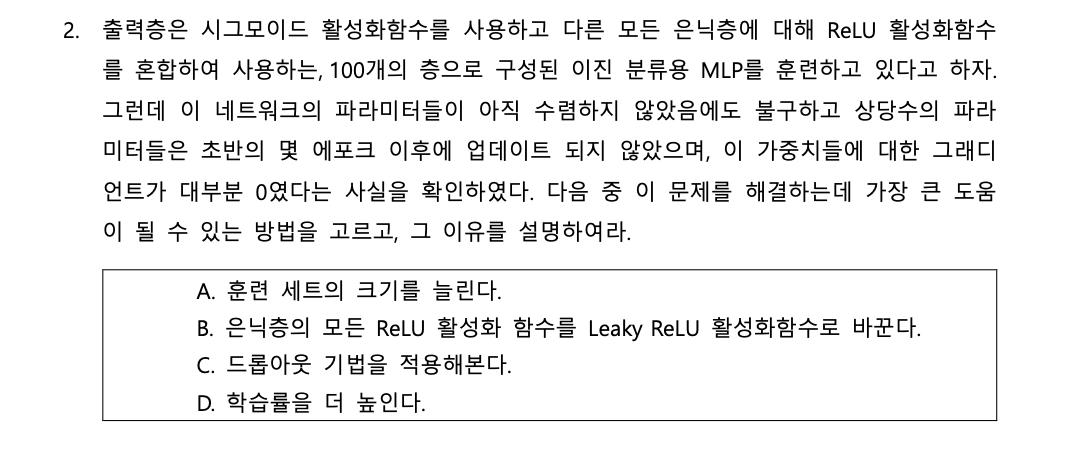 2. 출력층은 시그모이드 활성화함수를 사용하고 다른 모든 은닉층에 대해 ReLU 활성화함수
를 혼합하여 사용하는, 100개의 층으로 구성된 이진 분류용 MLP를 훈련하고 있다고 하자.
그런데 이 네트워크의 파라미터들이 아직 수렴하지 않았음에도 불구하고 상당수의 파라
미터들은 초반의 몇 에포크 이후에 업데이트 되지 않았으며, 이 가중치들에 대한 그래디
언트가 대부분 0였다는 사실을 확인하였다. 다음 중 이 문제를 해결하는데 가장 큰 도움
이 될 수 있는 방법을 고르고, 그 이유를 설명하여라.
A. 훈련 세트의 크기를 늘린다.
B. 은닉층의 모든 ReLU 활성화 함수를 Leaky ReLU 활성화함수로 바꾼다.
C. 드롭아웃 기법을 적용해본다.
D. 학습률을 더 높인다.